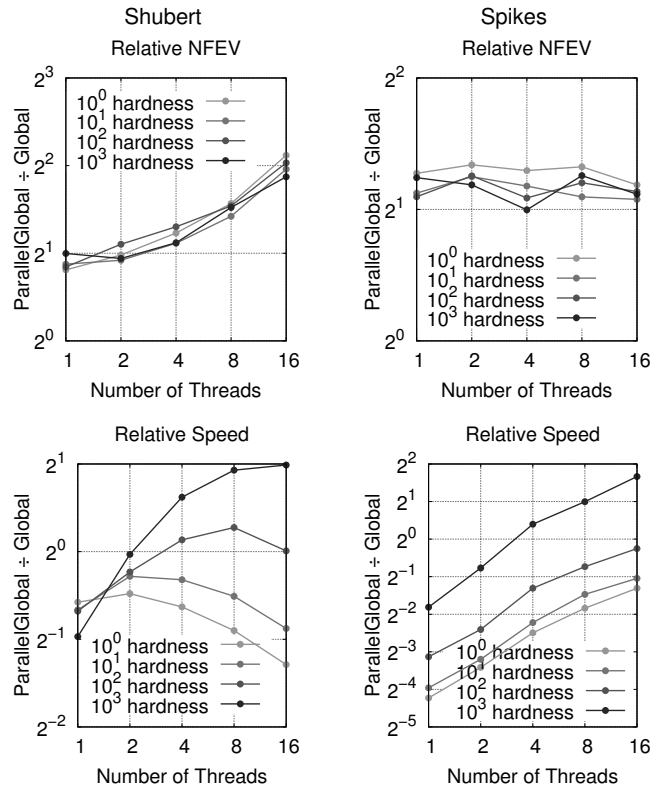 Shubert
Relative NFEV
ParallelGlobal ÷ Global
2^3
2^2
2^1
2^0
10^0 hardness
10^1 hardness
10^2 hardness
10^3 hardness
1 2 4 8 16
Number of Threads
Spikes
Relative NFEV
ParallelGlobal ÷ Global
2^2
2^1
2^0
10^0 hardness
10^1 hardness
10^2 hardness
10^3 hardness
1 2 4 8 16
Number of Threads
Relative Speed
ParallelGlobal ÷ Global
2^1
2^0
2^-1
2^-2
10^0 hardness
10^1 hardness
10^2 hardness
10^3 hardness
1 2 4 8 16
Number of Threads
Relative Speed
ParallelGlobal ÷ Global
2^2
2^1
2^0
2^-1
2^-2
2^-3
2^-4
2^-5
10^0 hardness
10^1 hardness
10^2 hardness
10^3 hardness
1 2 4 8 16
Number of Threads